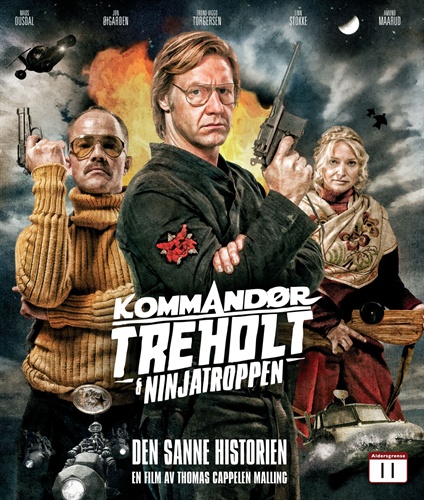 MADS OUSDAL
JON ØIGARDEN
TROND-VIGGO TORGERSEN
LINN STOKKE
AMUND MAARUD
KOMMANDØR
TREHOLT
& NINJATROPPEN
DEN SANNE HISTORIEN
EN FILM AV THOMAS CAPPELEN MALLING
Aldersgrense
11